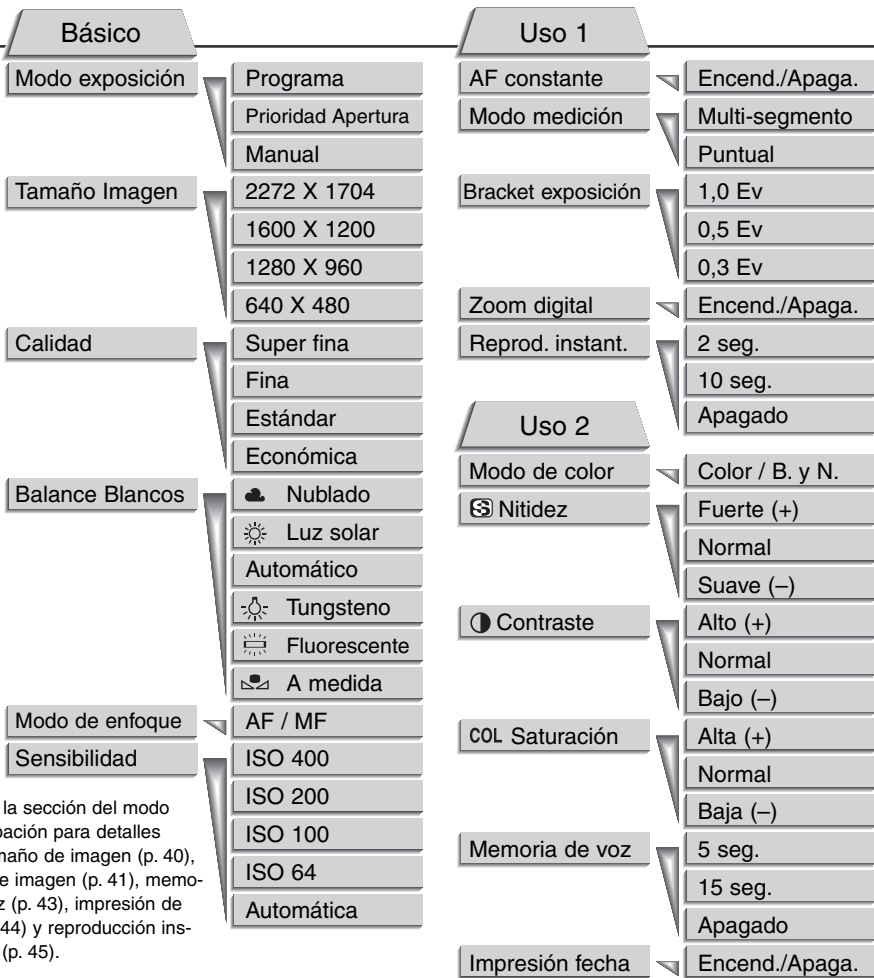 Básico
Modo exposición
Programa
Prioridad Apertura
Manual
Tamaño Imagen
2272 X 1704
1600 X 1200
1280 X 960
640 X 480
Calidad
Super fina
Fina
Estándar
Económica
Balance Blancos
Nublado
Luz solar
Automático
Tungsteno
Fluorescente
A medida
Modo de enfoque
AF / MF
Sensibilidad
ISO 400
ISO 200
ISO 100
ISO 64
Automática
la sección del modo
para detalles
de imagen (p. 40),
imagen (p. 41), memo-
(p. 43), impresión de
44) y reproducción ins-
(p. 45).
Uso 1
AF constante
Encend./Apaga.
Modo medición
Multi-segmento
Puntual
Bracket exposición
1,0 Ev
0,5 Ev
0,3 Ev
Zoom digital
Encend./Apaga.
Reprod. instant.
2 seg.
10 seg.
Apagado
Uso 2
Modo de color
Color / B. y N.
S Nitidez
Fuerte (+)
Normal
Suave (–)
Contraste
Alto (+)
Normal
Bajo (–)
COL Saturación
Alta (+)
Normal
Baja (–)
Memoria de voz
5 seg.
15 seg.
Apagado
Impresión fecha
Encend./Apaga.